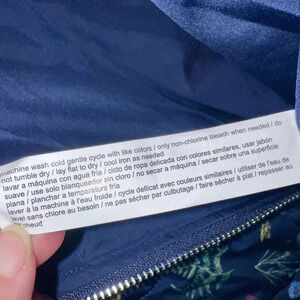 machine wash cold gentle cycle with like colors / only non-chlorine bleach when needed / do
not tumble dry / lay flat to dry / cool iron as needed
lavar a máquina con agua fría / ciclo de ropa delicada con colores similares, usar jabón
suave / use solo blanqueador sin cloro / no secar a máquina / secar sobre una superficie
plana / planchar a temperatura fría
laver à la machine à l'eau froide / cycle délicat avec couleurs similaires / utiliser de l'eau de
javel sans chlore au besoin / ne pas sécher par culbutage / faire sécher à plat / repasser au
chaud